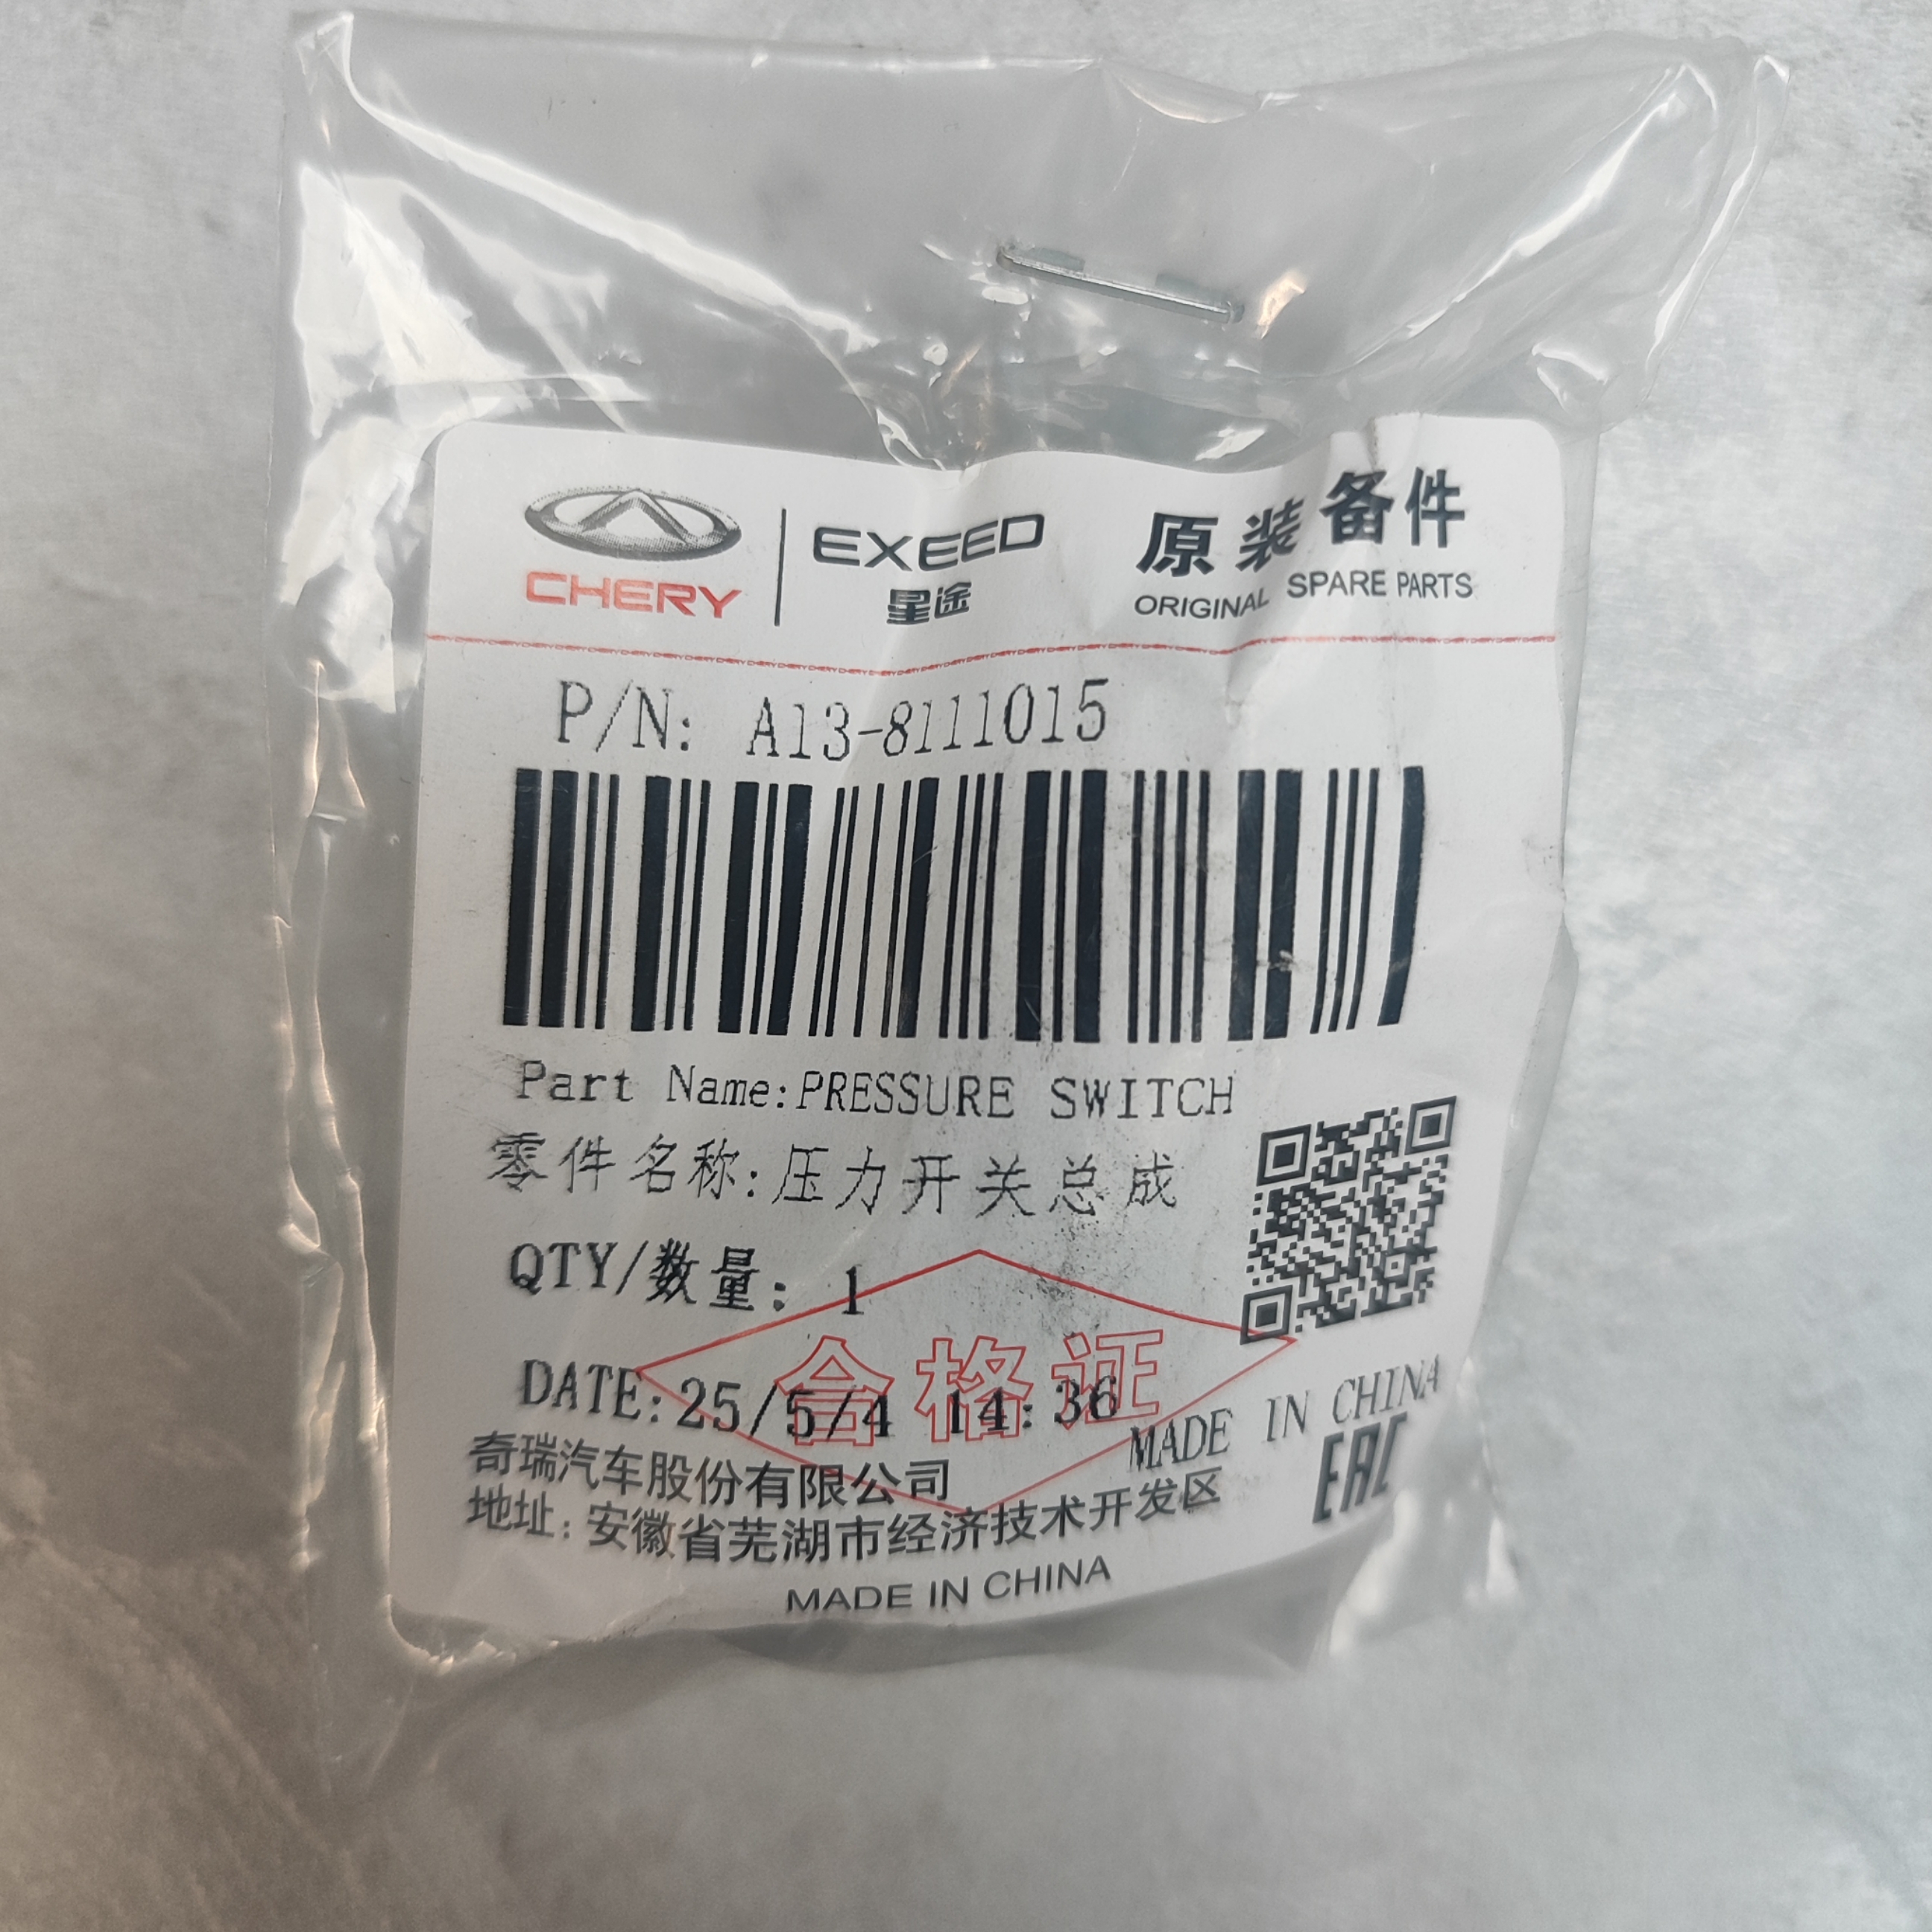 CHERY
EXEED
星途
原装备件
ORIGINAL SPARE PARTS
P/N: A13-8111015
Part Name:PRESSURE SWITCH
零件名称:压力开关总成
QTY/数量: 1
合格证
DATE:25/5/4 14:36
MADE IN CHINA
EAC
奇瑞汽车股份有限公司
地址:安徽省芜湖市经济技术开发区
MADE IN CHINA